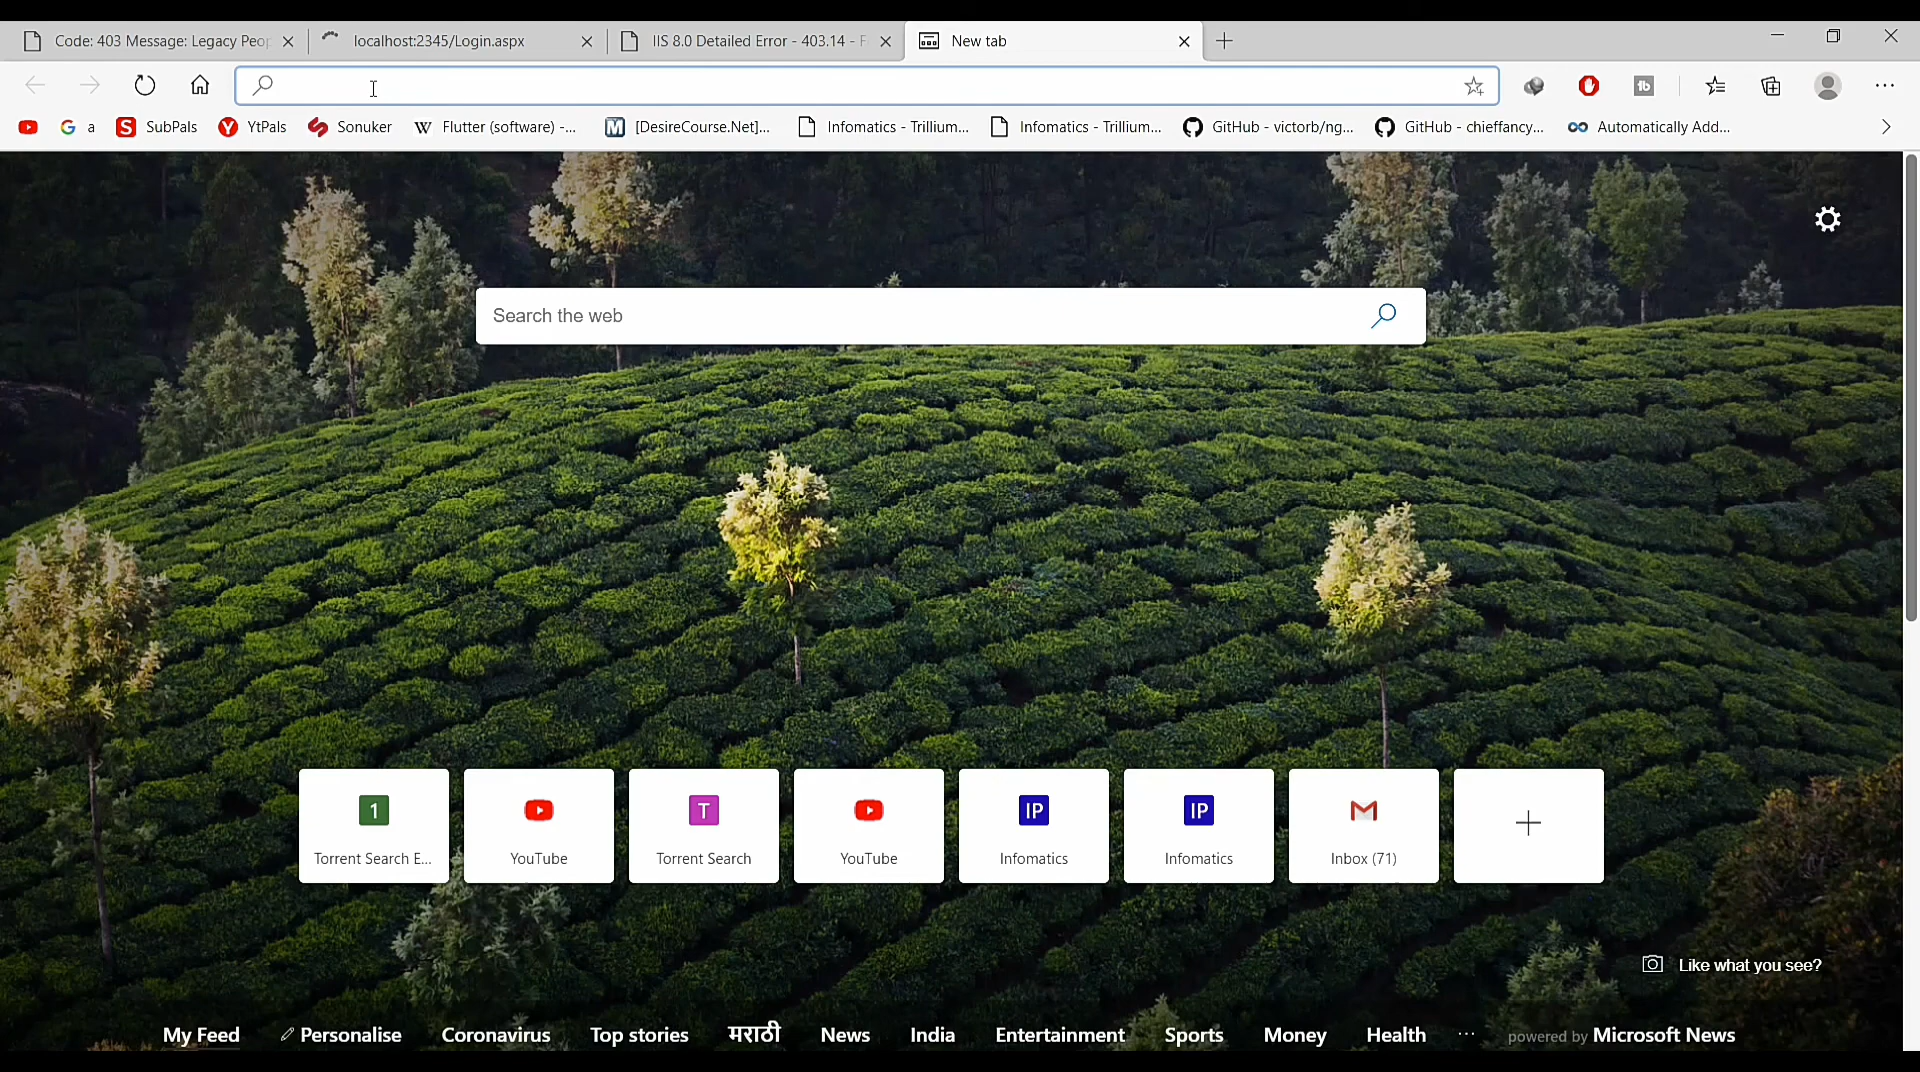 Code: 403 Message: Legacy Peop
localhost:2345/Login.aspx
IIS 8.0 Detailed Error - 403.14 - F
New tab
a
SubPals
YtPals
Sonuker
Flutter (software) -...
[DesireCourse.Net]...
Infomatics - Trillium...
Infomatics - Trillium...
GitHub - victorb/ng...
GitHub - chieffancy...
Automatically Add...
Search the web
Torrent Search E...
YouTube
Torrent Search
YouTube
Infomatics
Infomatics
Inbox (71)
Like what you see?
My Feed
Personalise
Coronavirus
Top stories
मराठी
News
India
Entertainment
Sports
Money
Health
...
powered by Microsoft News